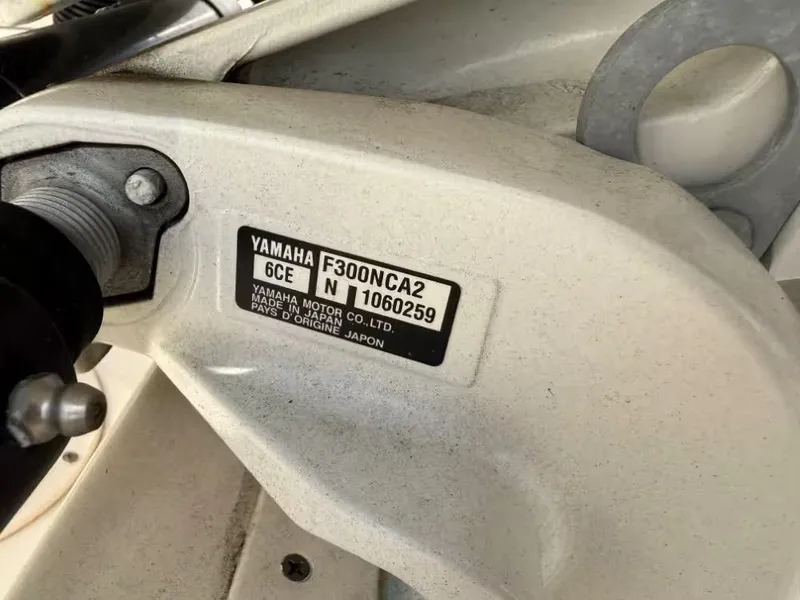 YAMAHA F300NCA2
6CE N 1060259
YAMAHA MOTOR CO.,LTD.
MADE IN JAPAN
PAYS D'ORIGINE JAPON